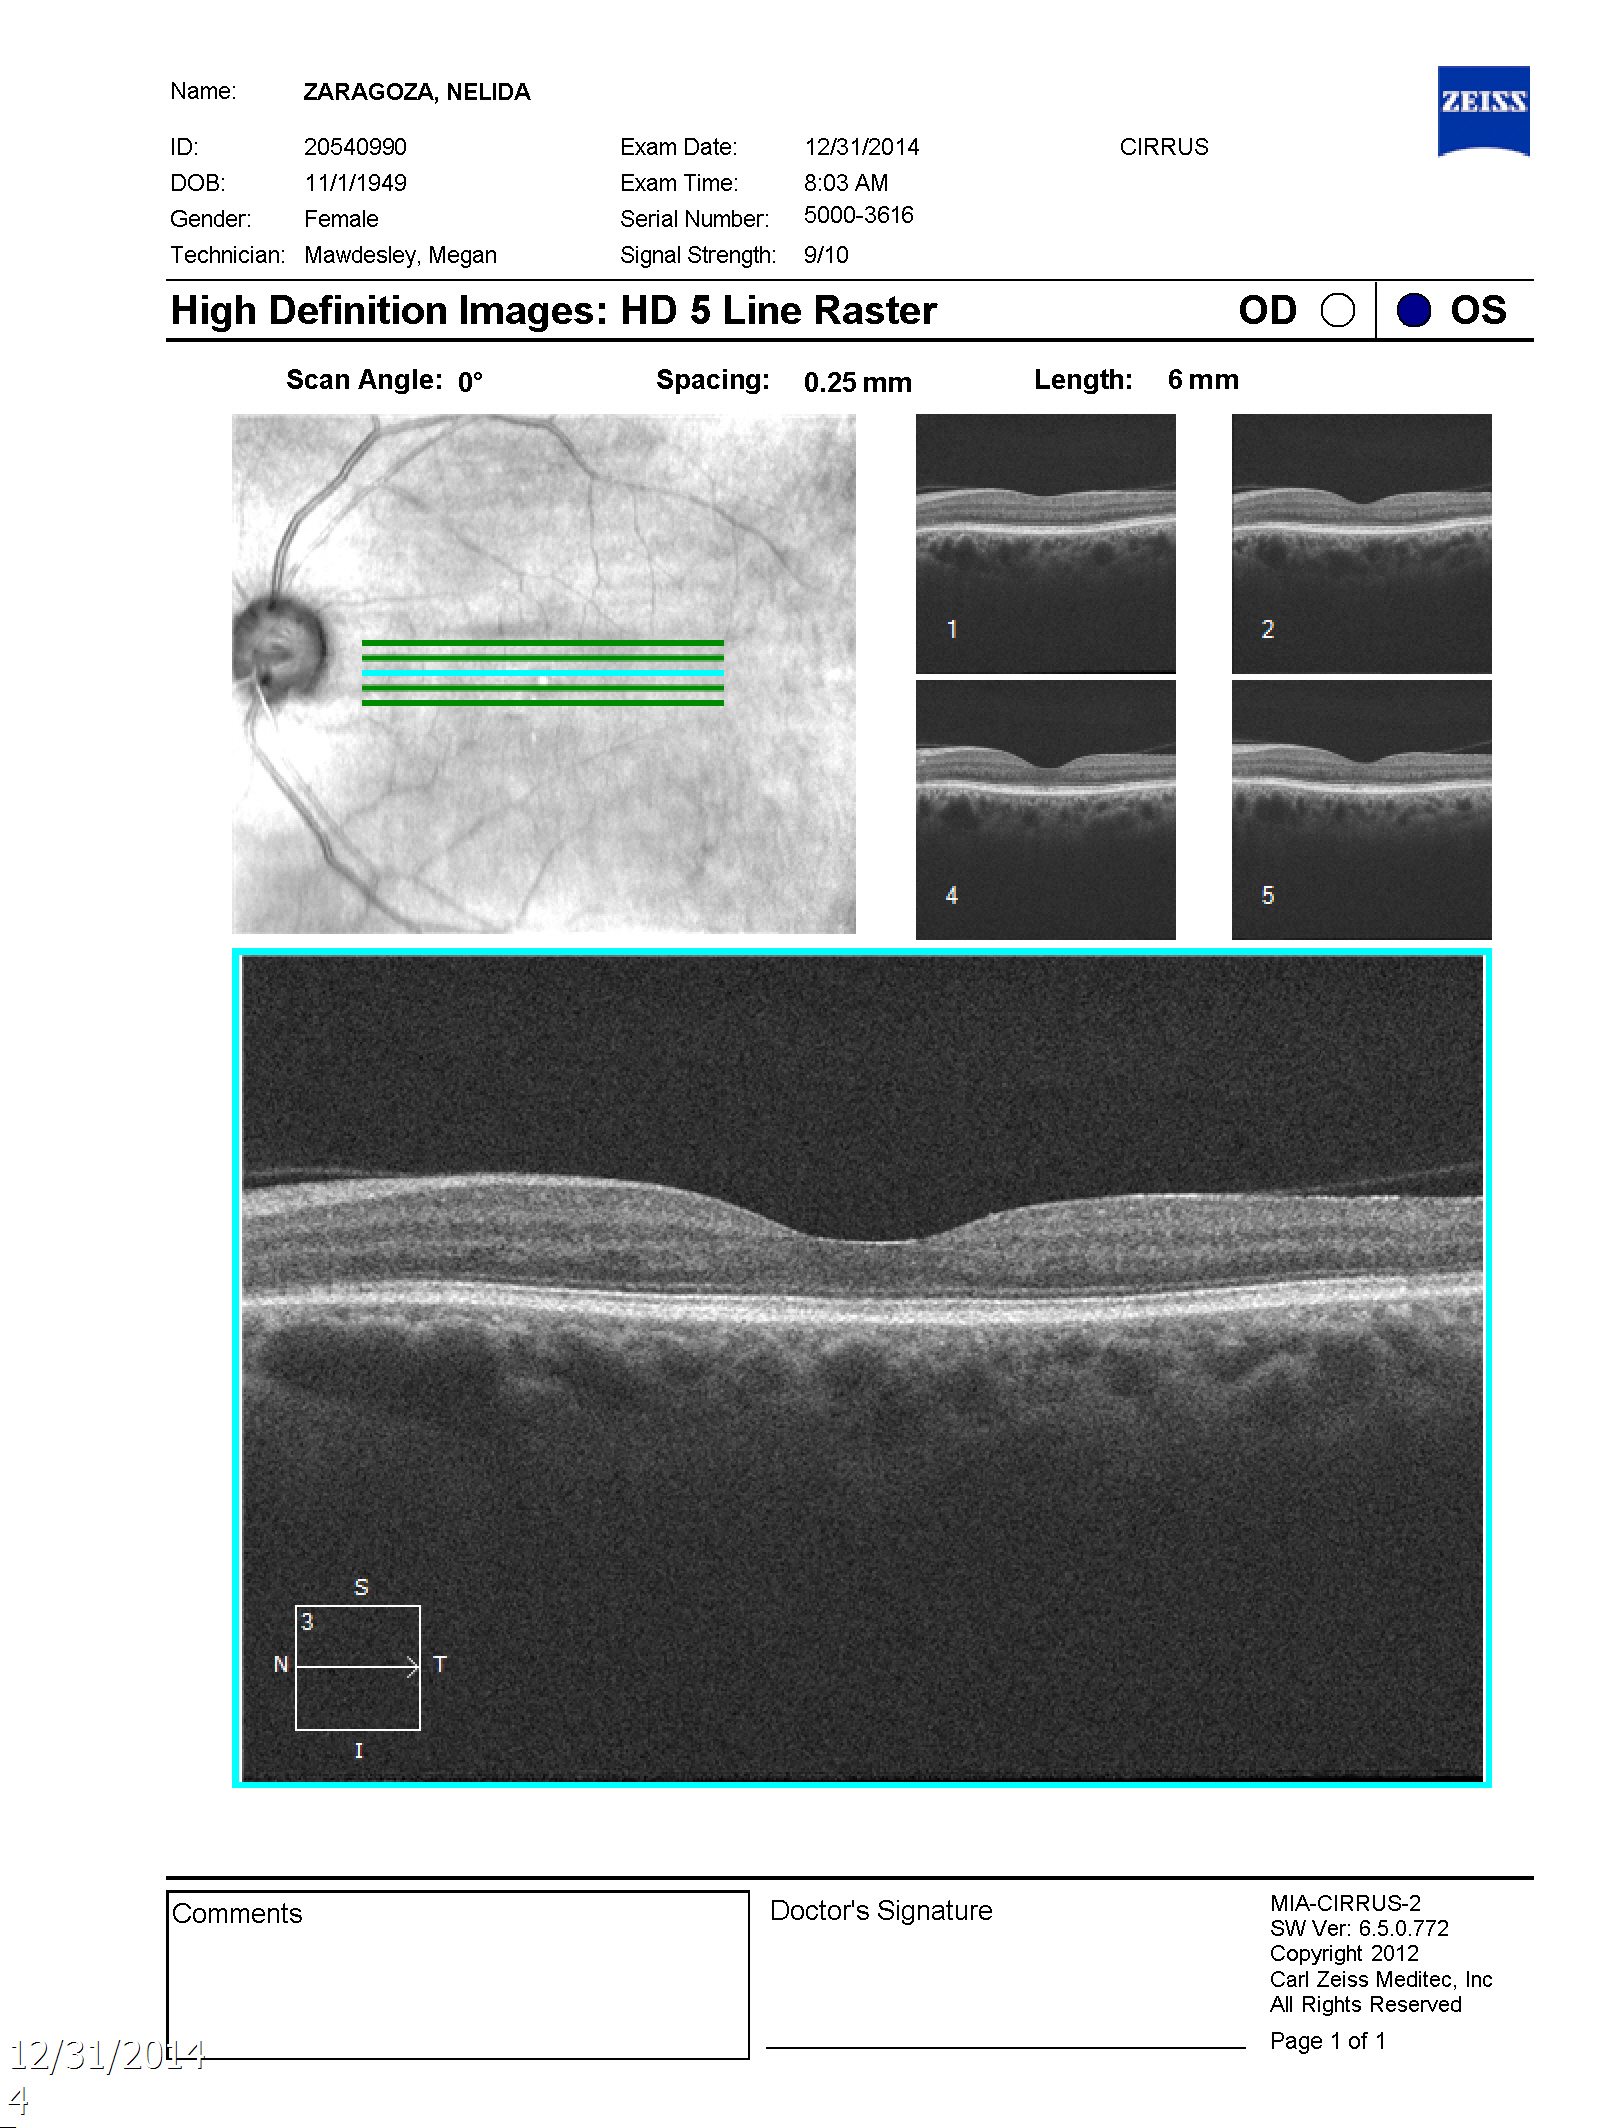 Name: ZARAGOZA, NELIDA
ZEISS
ID: 20540990 Exam Date: 12/31/2014 CIRRUS
DOB: 11/1/1949 Exam Time: 8:03 AM
Gender: Female Serial Number: 5000-3616
Technician: Mawdesley, Megan Signal Strength: 9/10
High Definition Images: HD 5 Line Raster OD OS
Scan Angle: 0° Spacing: 0.25 mm Length: 6 mm
1 2
4 5
S
3
N T
I
Comments
Doctor's Signature
MIA-CIRRUS-2
SW Ver: 6.5.0.772
Copyright 2012
Carl Zeiss Meditec, Inc
All Rights Reserved
Page 1 of 1
12/31/2014
4